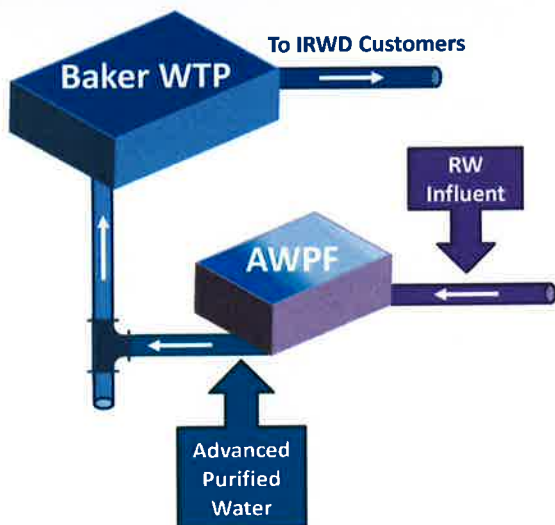 To IRWD Customers
Baker WTP
RW
Influent
AWPF
Advanced
Purified
Water